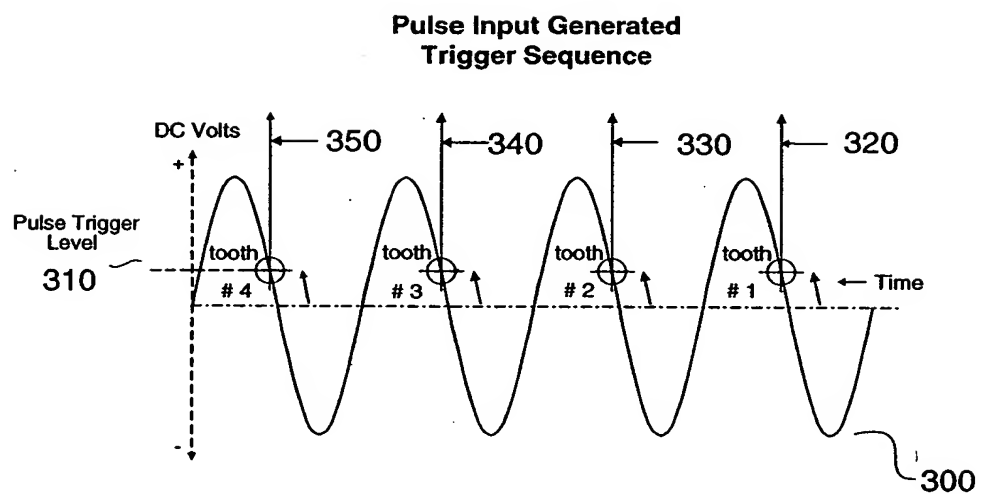 Pulse Input Generated
Trigger Sequence
DC Volts
350
340
330
320
+
Pulse Trigger
Level
310
tooth
# 4
tooth
# 3
tooth
# 2
tooth
# 1
Time
-
300